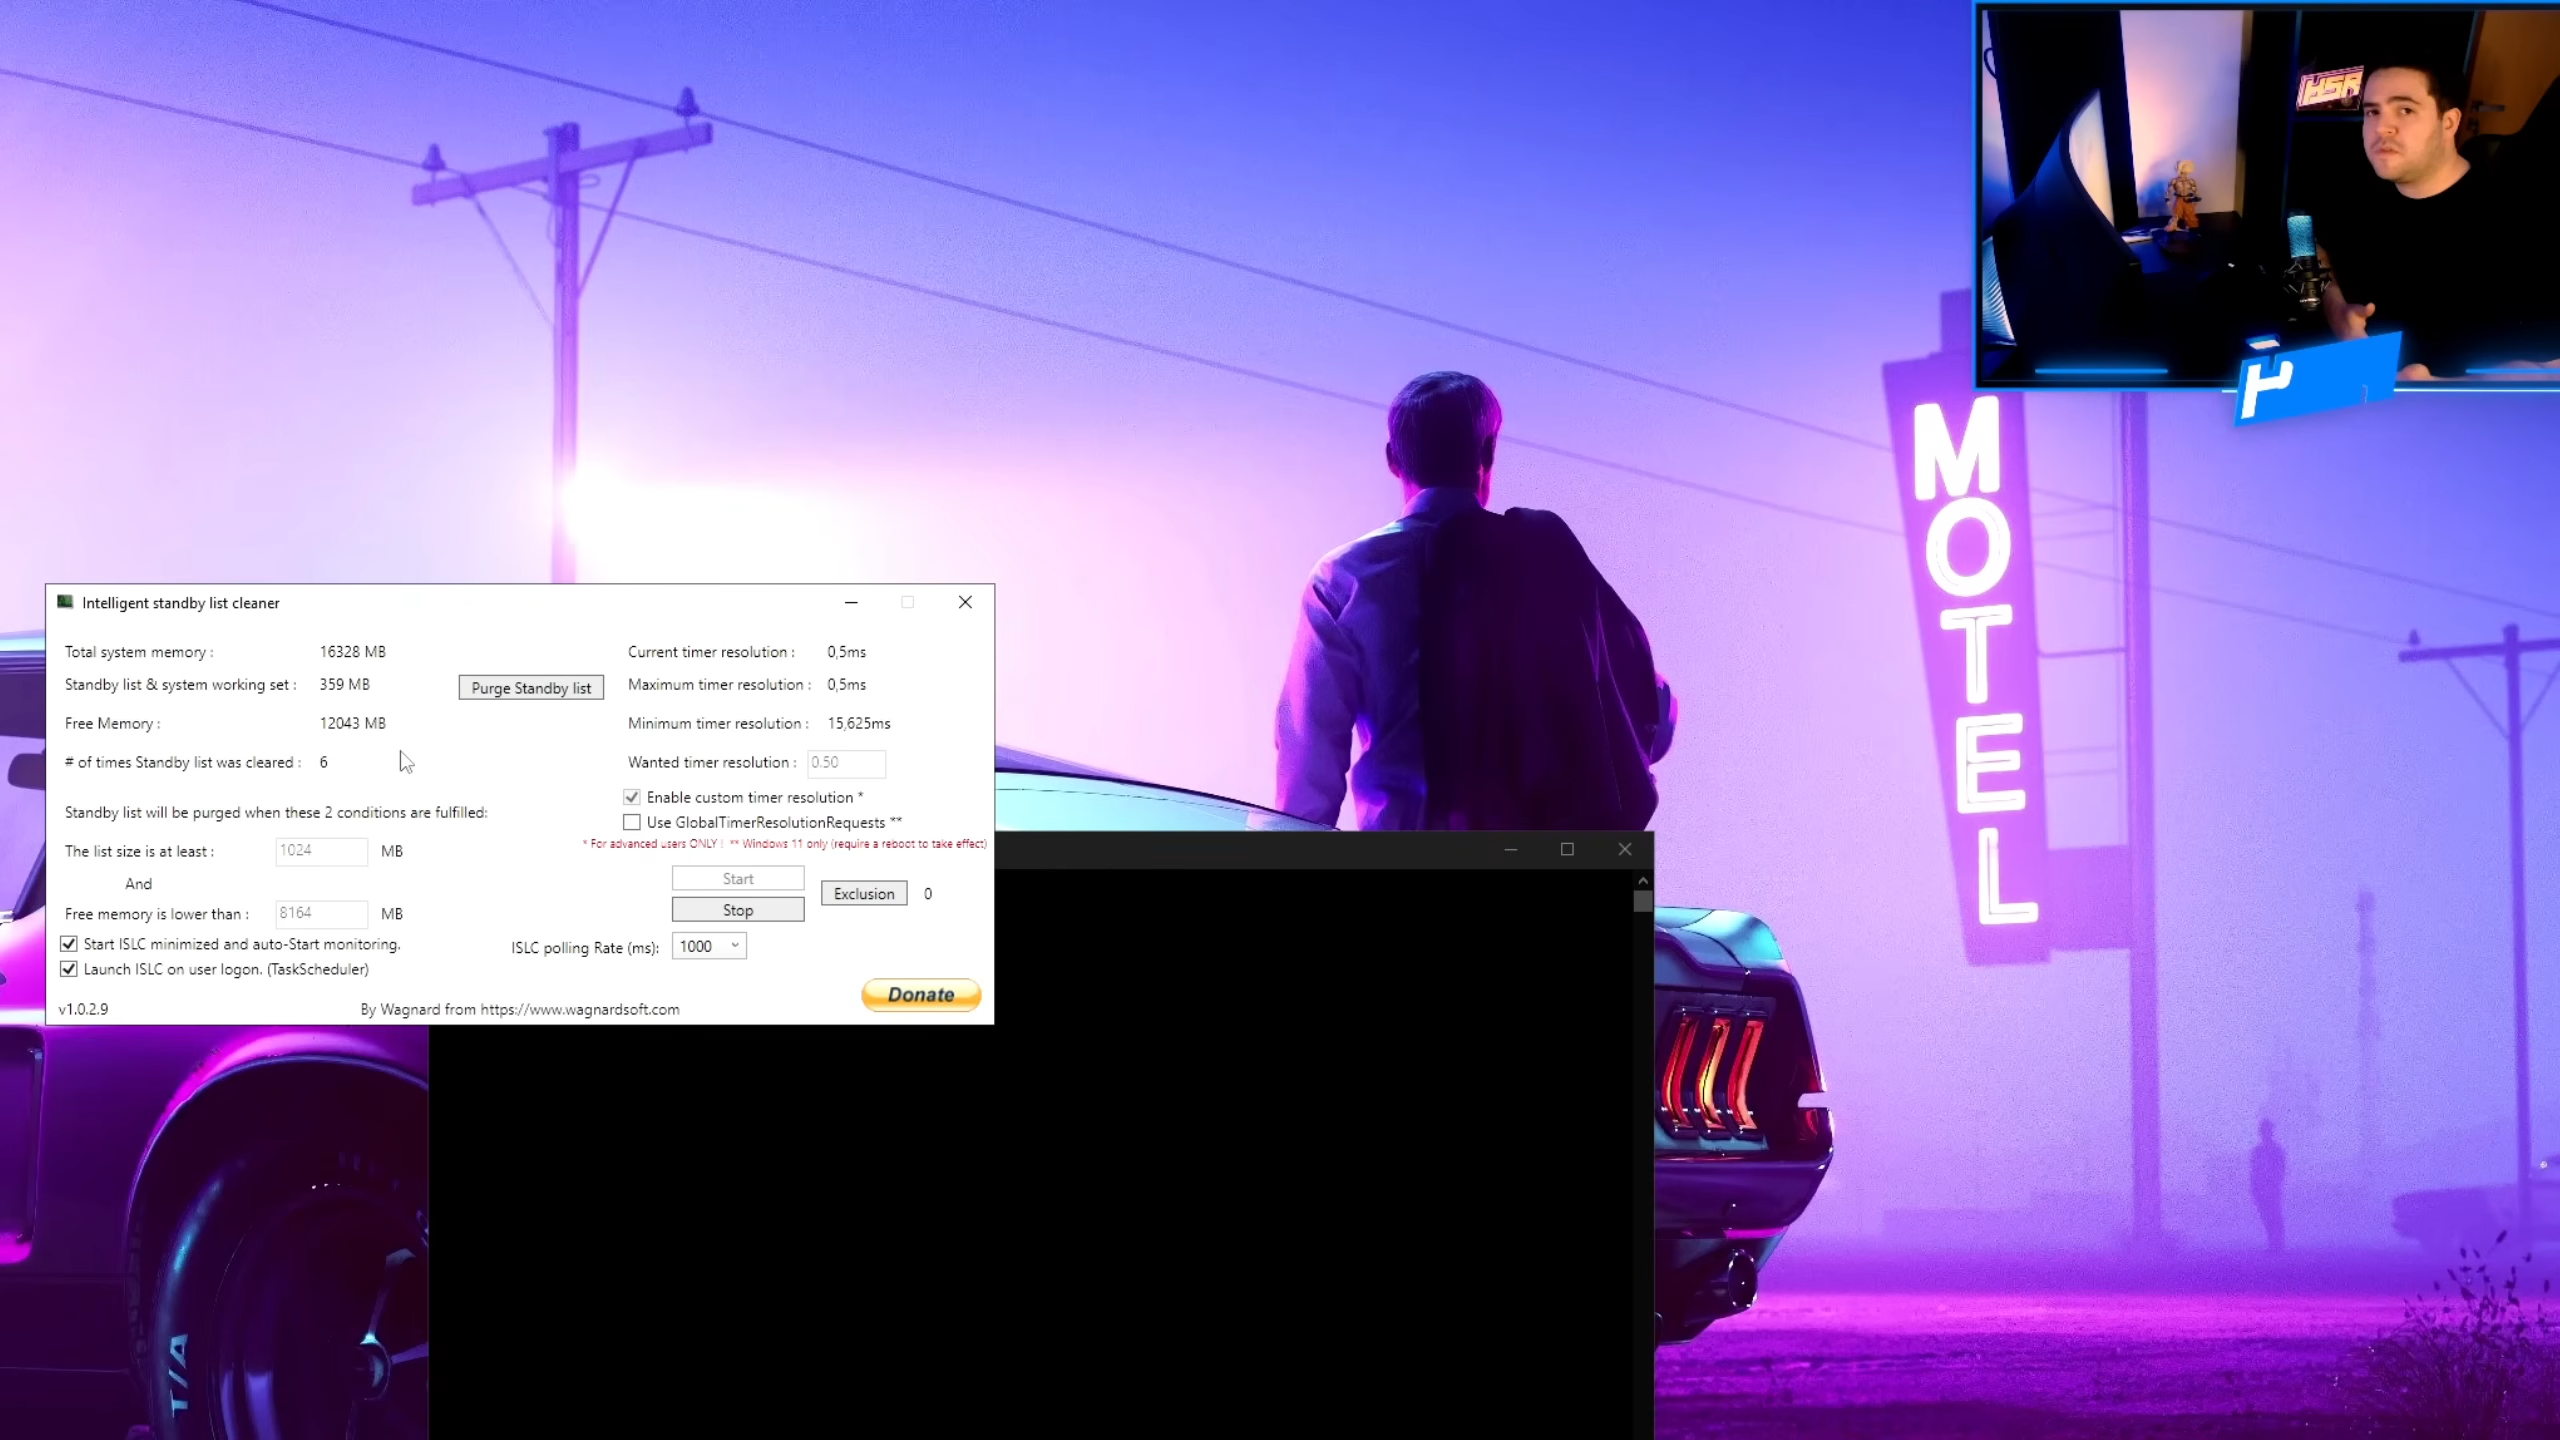 HSR
MOTEL
Intelligent standby list cleaner
Total system memory : 16328 MB
Standby list & system working set : 359 MB
Purge Standby list
Free Memory : 12043 MB
# of times Standby list was cleared : 6
Standby list will be purged when these 2 conditions are fulfilled:
The list size is at least : 1024 MB
And
Free memory is lower than : 8164 MB
Start ISLC minimized and auto-Start monitoring.
Launch ISLC on user logon. (TaskScheduler)
v1.0.2.9
By Wagnard from https://www.wagnardsoft.com
Current timer resolution : 0,5ms
Maximum timer resolution : 0,5ms
Minimum timer resolution : 15,625ms
Wanted timer resolution : 0.50
Enable custom timer resolution *
Use GlobalTimerResolutionRequests **
* For advanced users ONLY ! ** Windows 11 only (require a reboot to take effect)
Start
Stop
Exclusion 0
ISLC polling Rate (ms): 1000
Donate
T/A